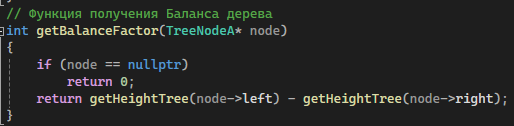 // Функция получения Баланса дерева
int getBalanceFactor(TreeNodeA* node)
{
if (node == nullptr)
return 0;
return getHeightTree(node->left) - getHeightTree(node->right);
}